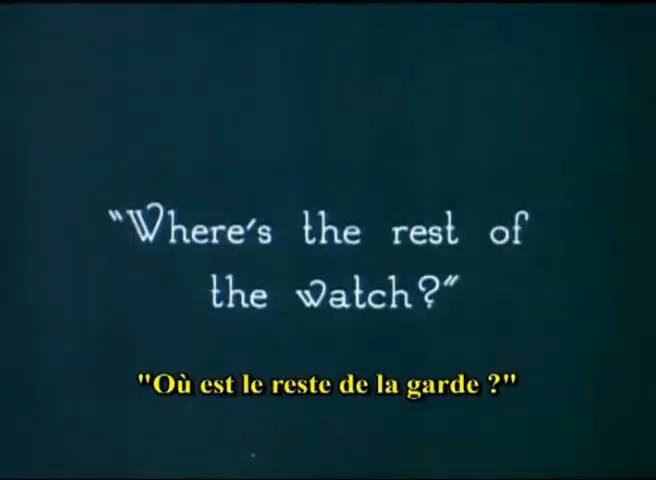 "Where's the rest of
the watch?"
"Où est le reste de la garde ?"